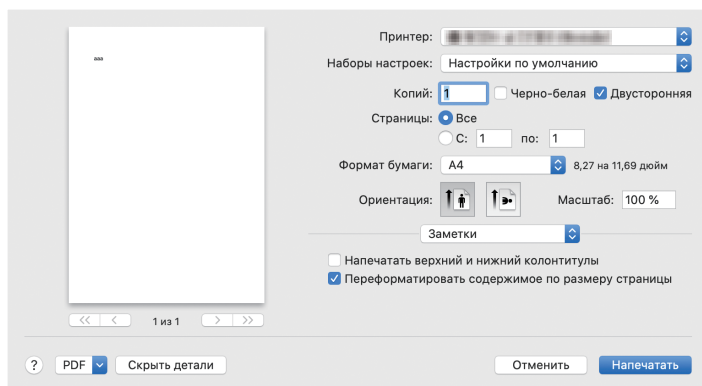 Принтер:
ааа
Наборы настроек: Настройки по умолчанию
Копий: 1 Черно-белая Двусторонняя
Страницы: Все
С: 1 по: 1
Формат бумаги: A4 8,27 на 11,69 дюйм
Ориентация: Масштаб: 100 %
Заметки
Напечатать верхний и нижний колонтитулы
Переформатировать содержимое по размеру страницы
1 из 1
? PDF Скрыть детали Отменить Напечатать